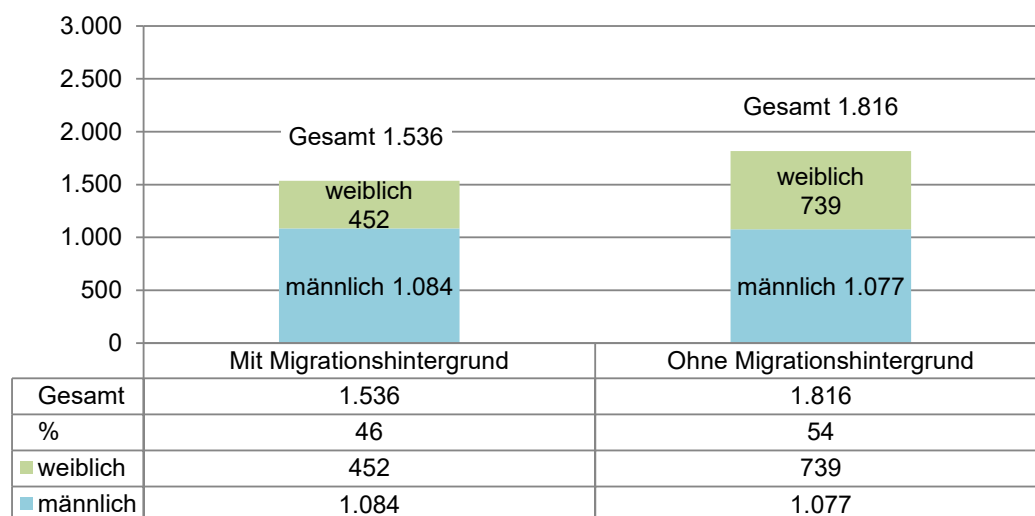 3.000
2.500
2.000
1.500
1.000
500
0
Gesamt 1.536
Gesamt 1.816
weiblich
452
weiblich
739
männlich 1.084
männlich 1.077
Mit Migrationshintergrund Ohne Migrationshintergrund
Gesamt 1.536 1.816
% 46 54
weiblich 452 739
männlich 1.084 1.077